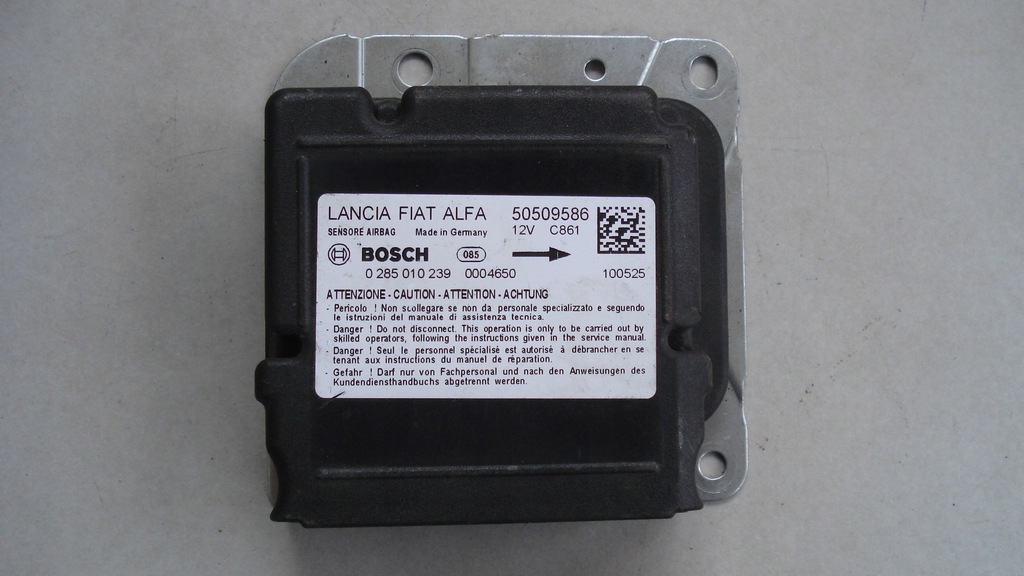 LANCIA FIAT ALFA 50509586
SENSORE AIRBAG Made in Germany 12V C861
BOSCH 085
0 285 010 239 0004650 100525
ATTENZIONE - CAUTION - ATTENTION - ACHTUNG
- Pericolo ! Non scollegare se non da personale specializzato e seguendo
le istruzioni del manuale di assistenza tecnica.
- Danger ! Do not disconnect. This operation is only to be carried out by
skilled operators, following the instructions given in the service manual.
- Danger ! Seul le personnel spécialisé est autorisé à débrancher en se
tenant aux instructions du manuel de réparation.
- Gefahr ! Darf nur von Fachpersonal und nach den Anweisungen des
Kundendiensthandbuchs abgetrennt werden.